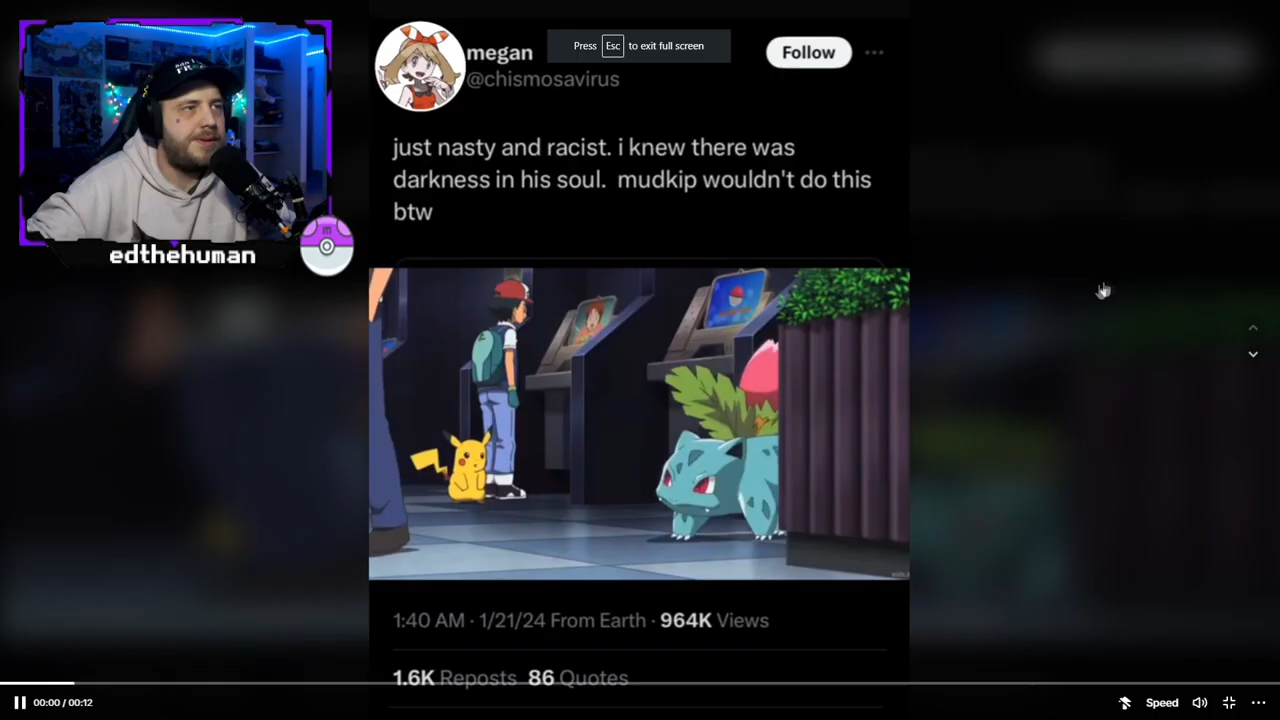 megan
@chismosavirus
Press Esc to exit full screen
Follow
just nasty and racist. i knew there was
darkness in his soul. mudkip wouldn't do this
btw
edthehuman
m
1:40 AM · 1/21/24 From Earth · 964K Views
1.6K Reposts 86 Quotes
00:00 / 00:12
Speed